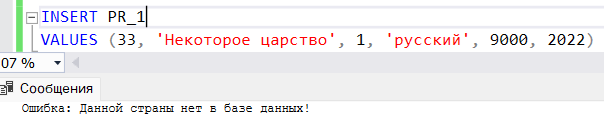 INSERT PR_1
VALUES (33, 'Некоторое царство', 1, 'русский', 9000, 2022)
07 %
Сообщения
Ошибка: Данной страны нет в базе данных!